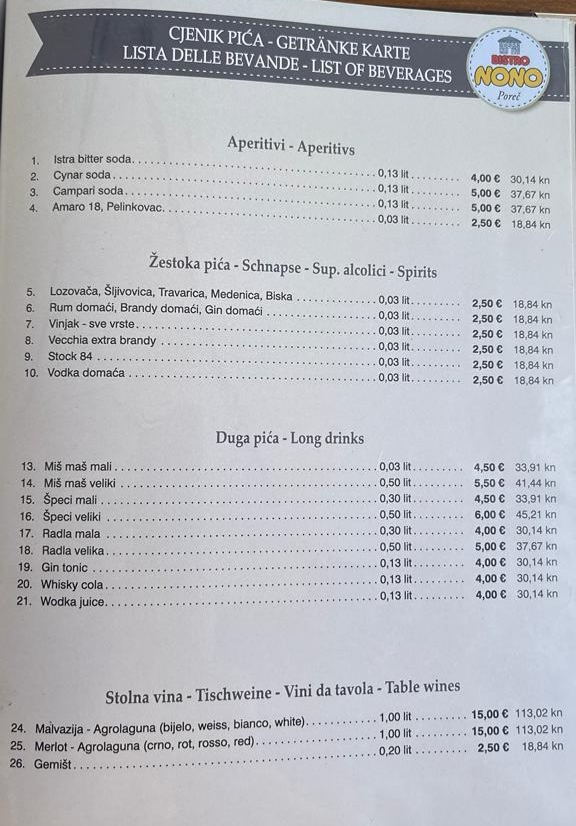 CJENIK PIĆA - GETRÄNKE KARTE
LISTA DELLE BEVANDE - LIST OF BEVERAGES
BISTRO
NONO
Poreč
Aperitivi - Aperitivs
1. Istra bitter soda. 0,13 lit. 4,00 € 30,14 kn
2. Cynar soda. 0,13 lit. 5,00 € 37,67 kn
3. Campari soda. 0,13 lit. 5,00 € 37,67 kn
4. Amaro 18, Pelinkovac. 0,03 lit. 2,50 € 18,84 kn
Žestoka pića - Schnapse - Sup. alcolici - Spirits
5. Lozovača, Šljivovica, Travarica, Medenica, Biska 0,03 lit. 2,50 € 18,84 kn
6. Rum domaći, Brandy domaći, Gin domaći 0,03 lit. 2,50 € 18,84 kn
7. Vinjak - sve vrste. 0,03 lit. 2,50 € 18,84 kn
8. Vecchia extra brandy 0,03 lit. 2,50 € 18,84 kn
9. Stock 84 0,03 lit. 2,50 € 18,84 kn
10. Vodka domaća 0,03 lit. 2,50 € 18,84 kn
Duga pića - Long drinks
13. Miš maš mali 0,03 lit. 4,50 € 33,91 kn
14. Miš maš veliki 0,50 lit. 5,50 € 41,44 kn
15. Špeci mali 0,30 lit. 4,50 € 33,91 kn
16. Špeci veliki 0,50 lit. 6,00 € 45,21 kn
17. Radla mala 0,30 lit. 4,00 € 30,14 kn
18. Radla velika 0,50 lit. 5,00 € 37,67 kn
19. Gin tonic 0,13 lit. 4,00 € 30,14 kn
20. Whisky cola 0,13 lit. 4,00 € 30,14 kn
21. Wodka juice. 0,13 lit. 4,00 € 30,14 kn
Stolna vina - Tischweine - Vini da tavola - Table wines
24. Malvazija - Agrolaguna (bijelo, weiss, bianco, white). 1,00 lit 15,00 € 113,02 kn
25. Merlot - Agrolaguna (crno, rot, rosso, red). 1,00 lit 15,00 € 113,02 kn
26. Gemišt 0,20 lit 2,50 € 18,84 kn